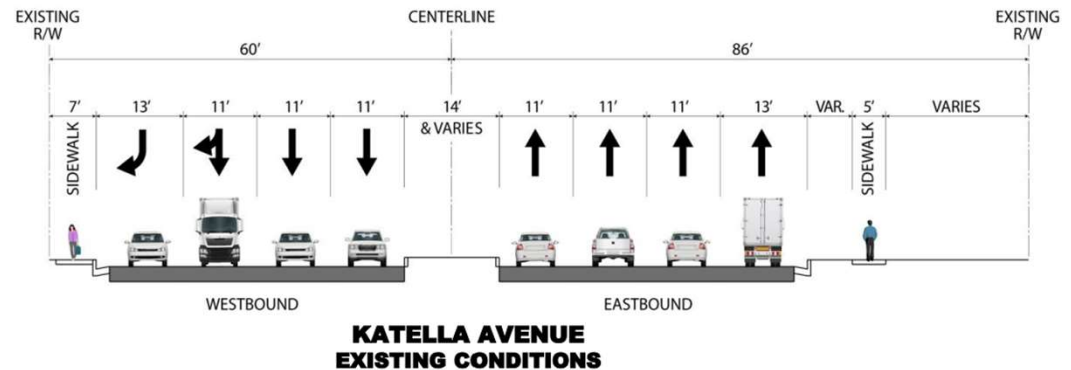 EXISTING
R/W
CENTERLINE
EXISTING
R/W
60’
86’
7’
13’
11’
11’
11’
14’
& VARIES
11’
11’
11’
13’
VAR.
5’
VARIES
SIDEWALK
SIDEWALK
WESTBOUND
EASTBOUND
KATELLA AVENUE
EXISTING CONDITIONS